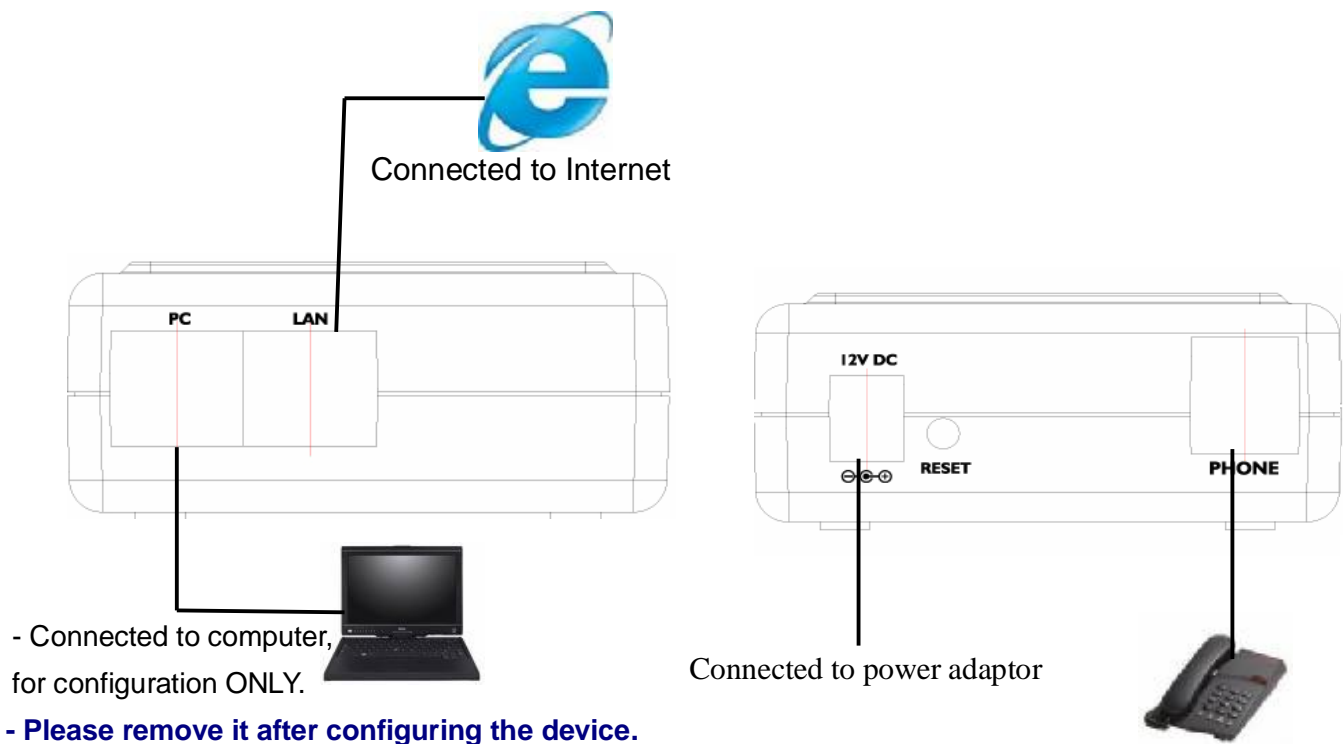 Connected to Internet
PC LAN
12V DC
RESET
PHONE
- Connected to computer,
for configuration ONLY.
- Please remove it after configuring the device.
Connected to power adaptor